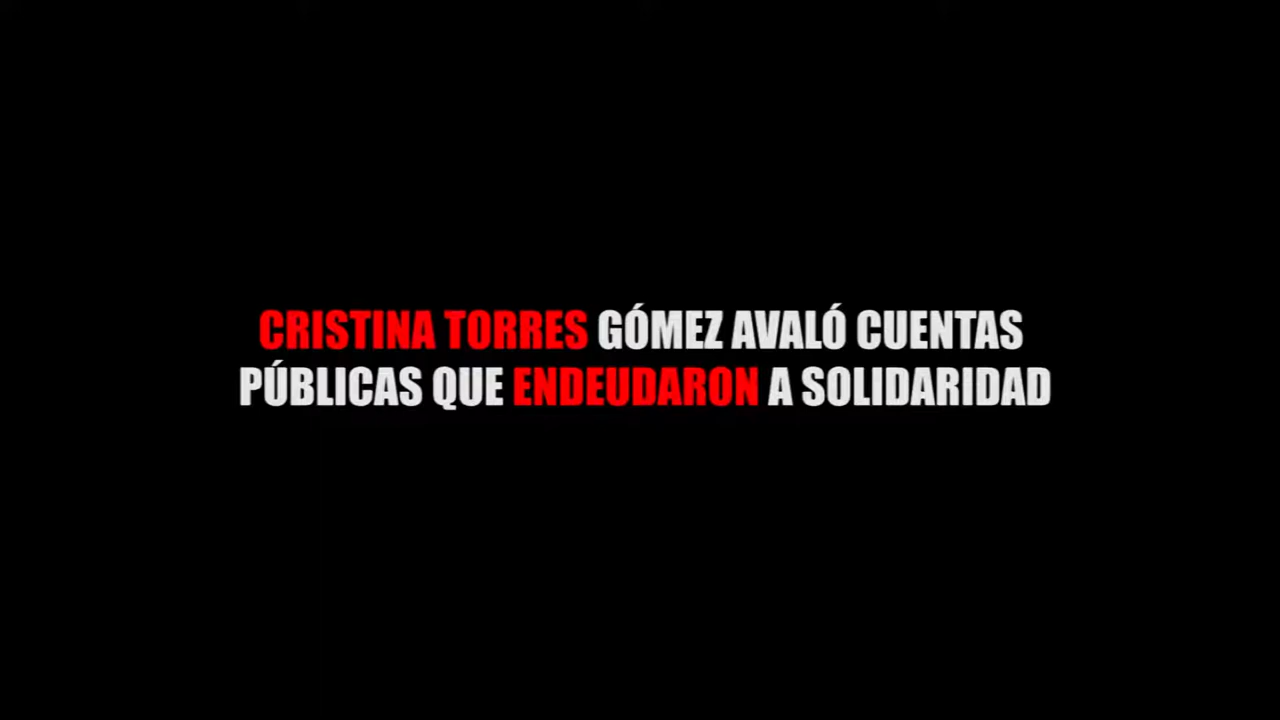 CRISTINA TORRES GÓMEZ AVALÓ CUENTAS
PÚBLICAS QUE ENDEUDARON A SOLIDARIDAD